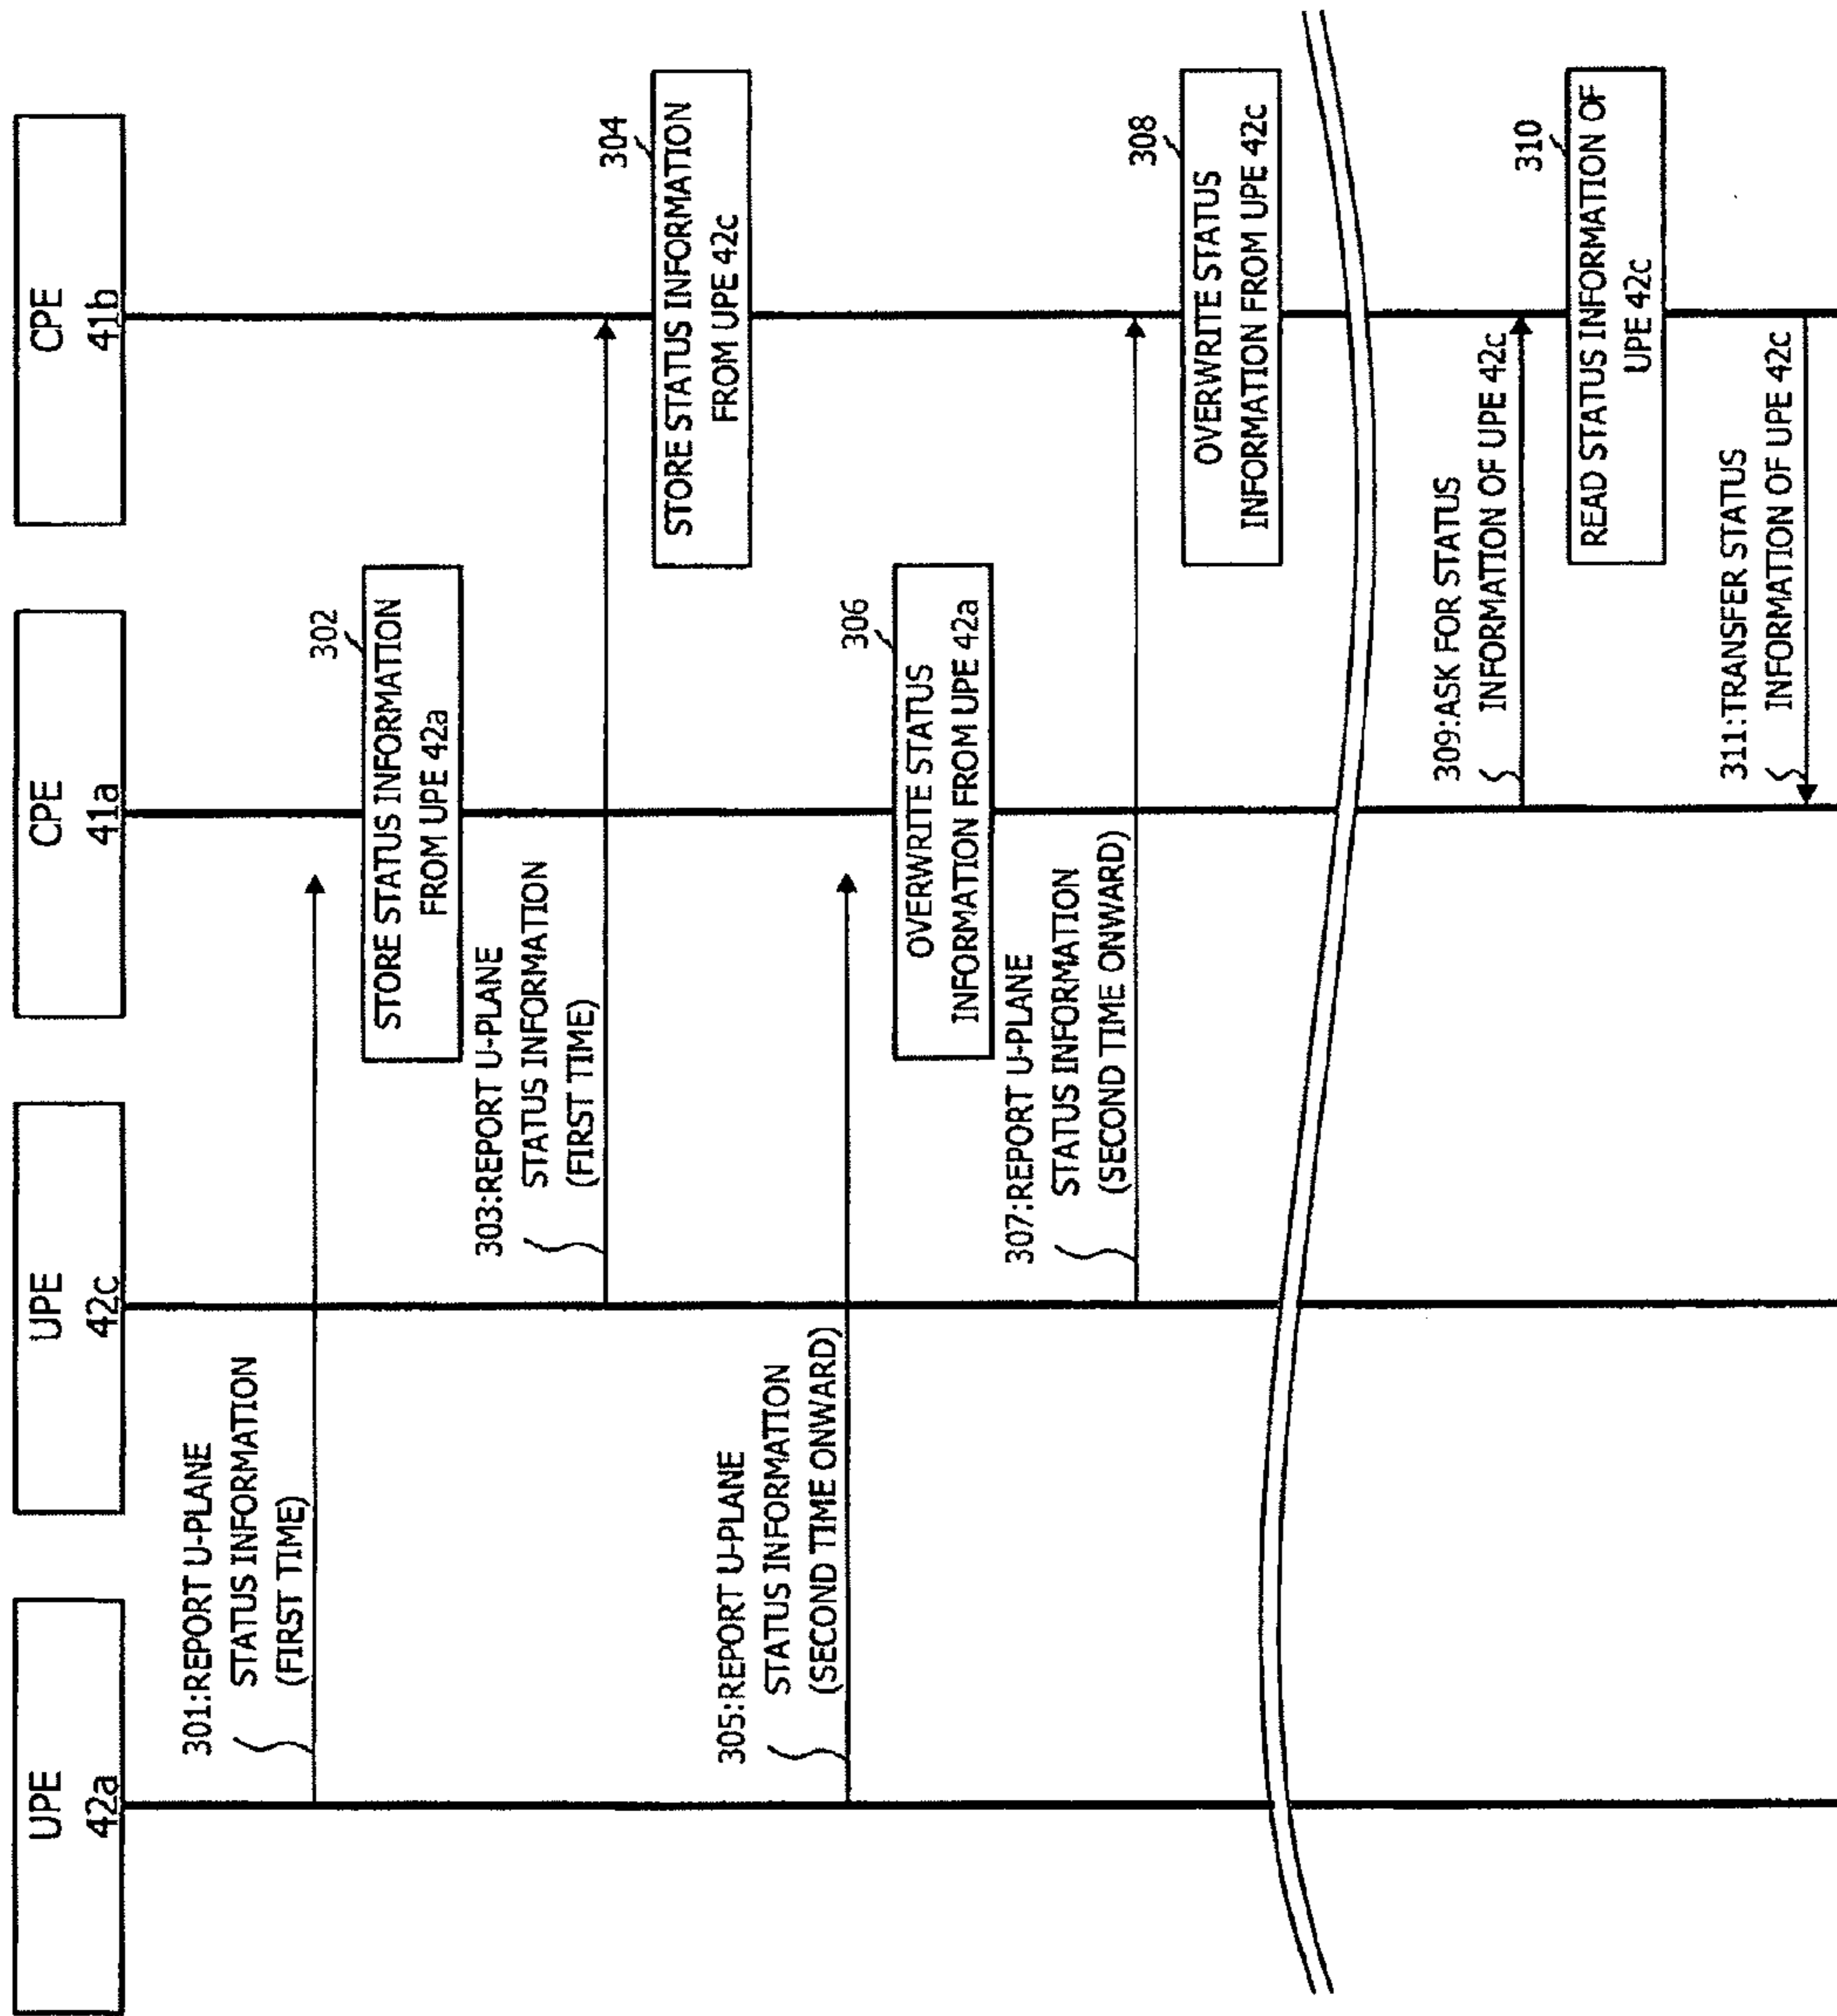 UPE
42a
UPE
42c
CPE
41a
CPE
41b
301:REPORT U-PLANE
STATUS INFORMATION
(FIRST TIME)
302
STORE STATUS INFORMATION
FROM UPE 42a
303:REPORT U-PLANE
STATUS INFORMATION
(FIRST TIME)
304
STORE STATUS INFORMATION
FROM UPE 42c
305:REPORT U-PLANE
STATUS INFORMATION
(SECOND TIME ONWARD)
306
OVERWRITE STATUS
INFORMATION FROM UPE 42a
307:REPORT U-PLANE
STATUS INFORMATION
(SECOND TIME ONWARD)
308
OVERWRITE STATUS
INFORMATION FROM UPE 42c
309:ASK FOR STATUS
INFORMATION OF UPE 42c
310
READ STATUS INFORMATION OF
UPE 42c
311:TRANSFER STATUS
INFORMATION OF UPE 42c